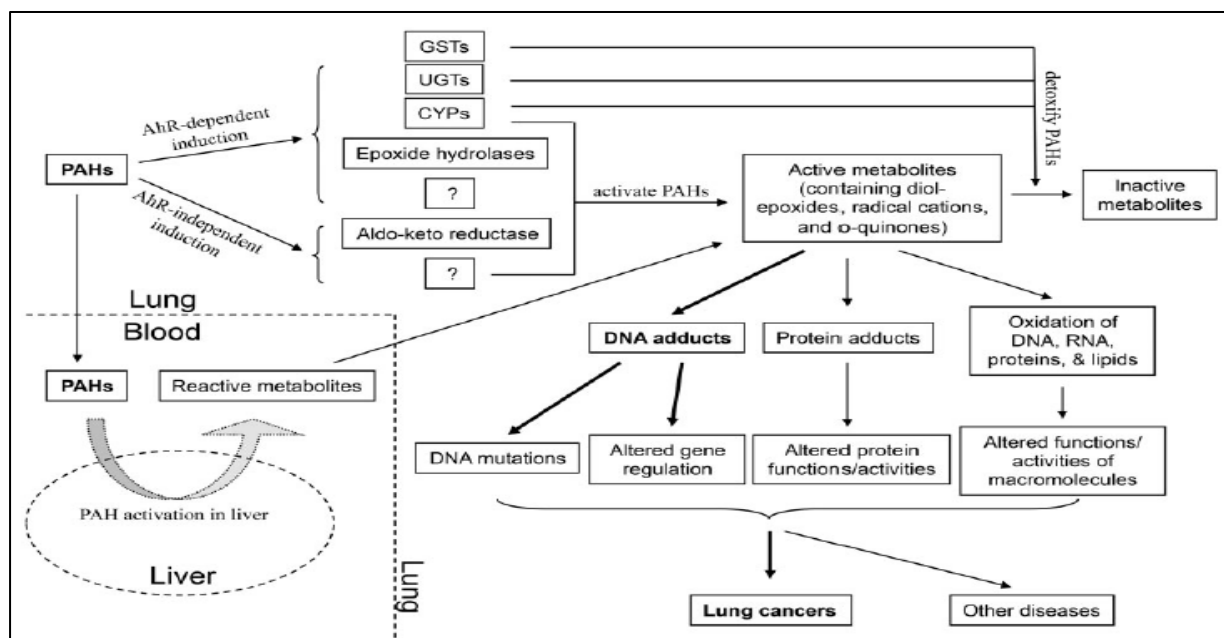 GSTs
UGTs
CYPs
AhR-dependent
induction
Epoxide hydrolases
PAHs
?
AhR-independent
induction
Aldo-keto reductase
?
activate PAHs
detoxify PAHs
Active metabolites
(containing diol-
epoxides, radical cations,
and o-quinones)
Inactive
metabolites
Lung
Blood
PAHs
Reactive metabolites
PAH activation in liver
Liver
Lung
DNA adducts
Protein adducts
Oxidation of
DNA, RNA,
proteins, & lipids
DNA mutations
Altered gene
regulation
Altered protein
functions/activities
Altered functions/
activities of
macromolecules
Lung cancers
Other diseases